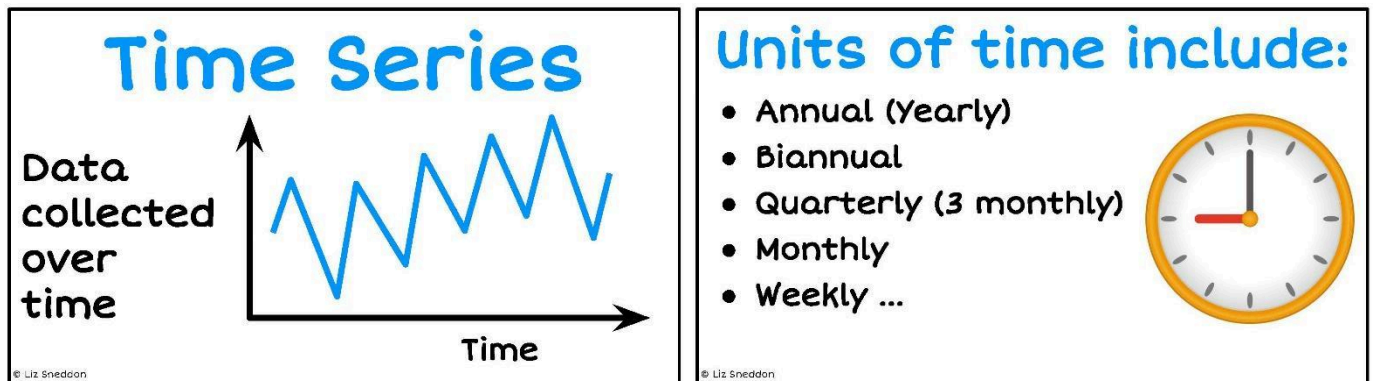 Time Series
Data
collected
over
time
Time
© Liz Sneddon
Units of time include:
• Annual (Yearly)
• Biannual
• Quarterly (3 monthly)
• Monthly
• Weekly ...
© Liz Sneddon